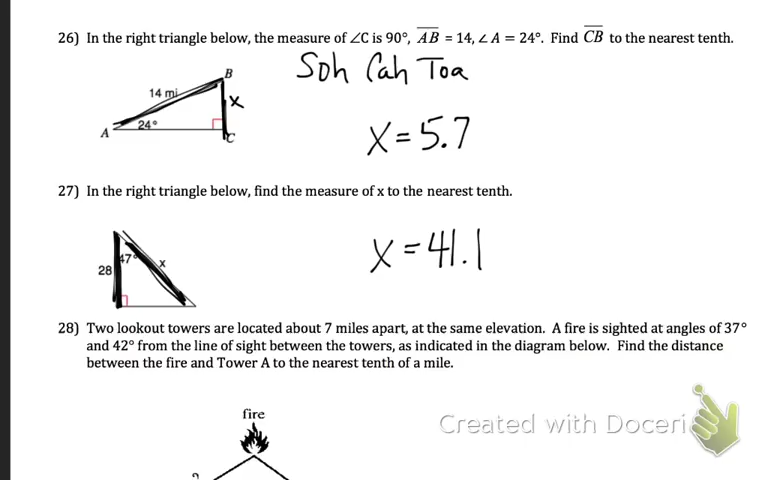 26) In the right triangle below, the measure of ∠C is 90°, AB = 14, ∠A = 24°. Find CB to the nearest tenth.
Soh Cah Toa
B
14 mi
x
24°
A
C
x = 5.7
27) In the right triangle below, find the measure of x to the nearest tenth.
47°
x
28
x = 41.1
28) Two lookout towers are located about 7 miles apart, at the same elevation. A fire is sighted at angles of 37°
and 42° from the line of sight between the towers, as indicated in the diagram below. Find the distance
between the fire and Tower A to the nearest tenth of a mile.
fire
Created with Doceri